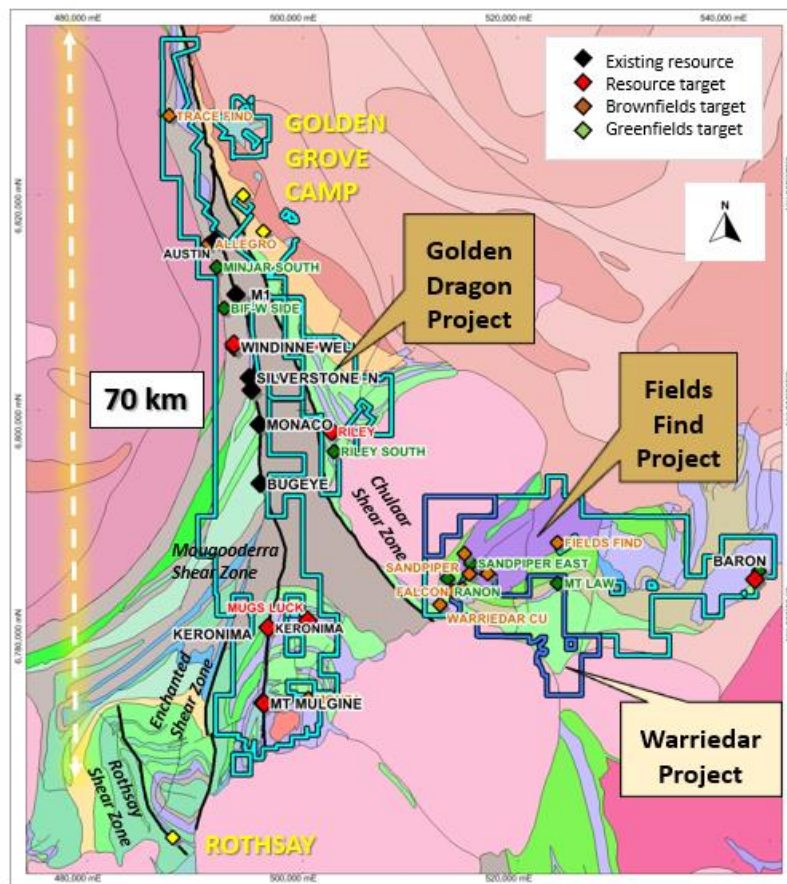 480,000 mE
500,000 mE
520,000 mE
540,000 mE
Existing resource
Resource target
Brownfields target
Greenfields target
N
TRACE FIND
GOLDEN
GROVE
CAMP
6,820,000 mN
ALLEGRO
AUSTIN
MINJAR SOUTH
M1
BIF-W SIDE
Golden
Dragon
Project
WINDINNE WEL
SILVERSTONE N
70 km
6,800,000 mN
MONACO
RILEY
RILEY SOUTH
Fields
Find
Project
BUGEYE
Chulaar
Shear Zone
Mougooderra
Shear Zone
FIELDS FIND
SANDPIPER
SANDPIPER EAST
BARON
FALCON
RANON
MT LAW
WARRIEDAR CU
MUGS LUCK
KERONIMA
KERONIMA
6,780,000 mN
Enchanted
Shear Zone
MT MULGINE
Warriedar
Project
Rothsay
Shear Zone
ROTHSAY
480,000 mE
500,000 mE
520,000 mE